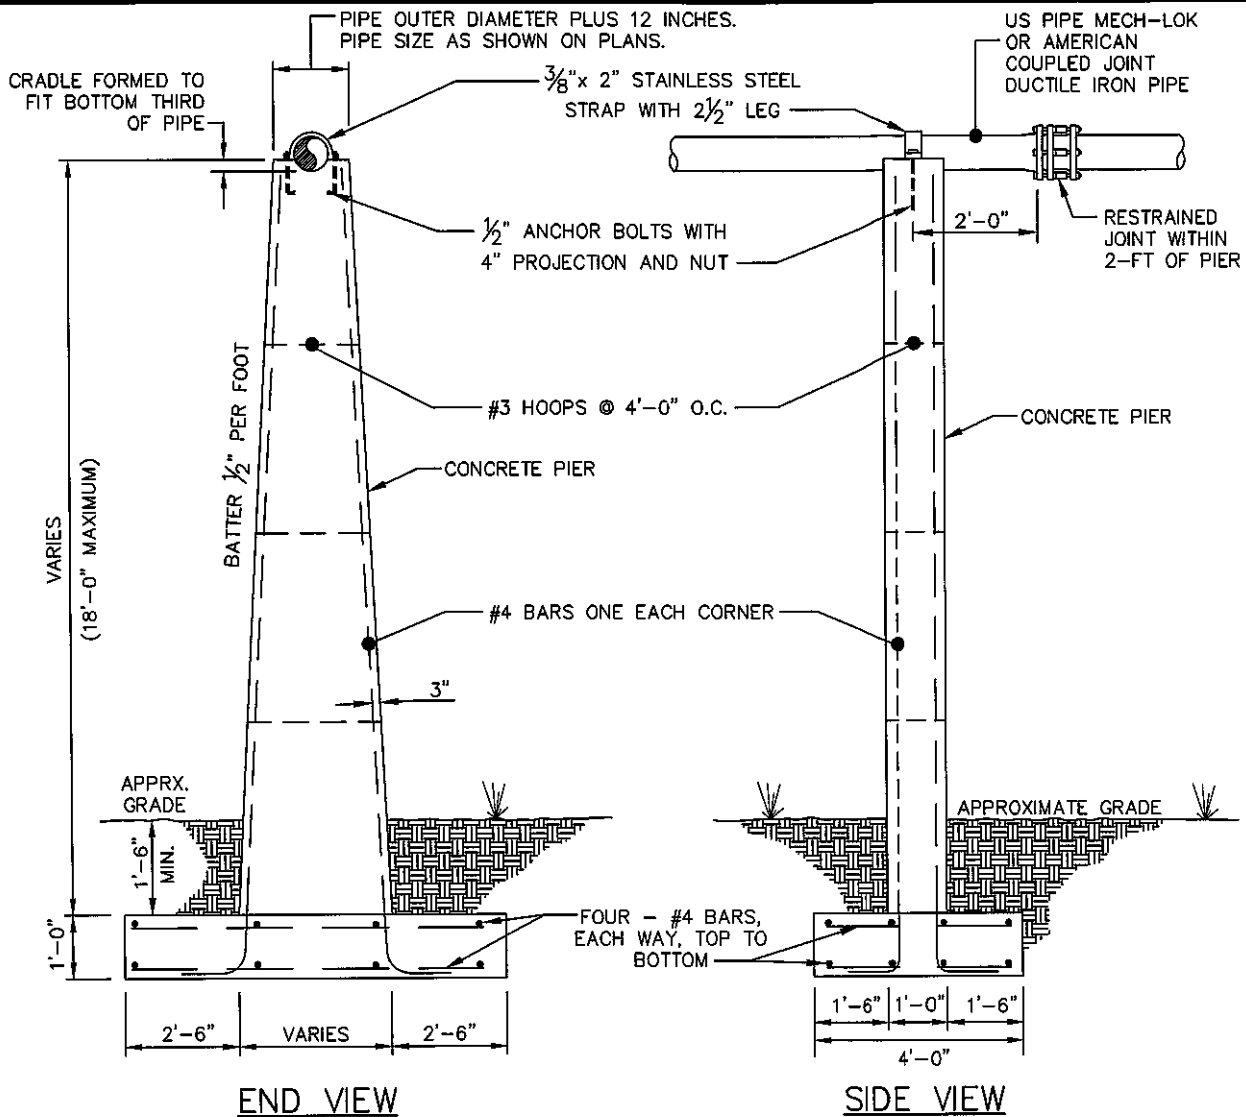 PIPE OUTER DIAMETER PLUS 12 INCHES.
PIPE SIZE AS SHOWN ON PLANS.
US PIPE MECH-LOK
OR AMERICAN
COUPLED JOINT
DUCTILE IRON PIPE
CRADLE FORMED TO
FIT BOTTOM THIRD
OF PIPE
3/8"x 2" STAINLESS STEEL
STRAP WITH 2 1/2" LEG
1/2" ANCHOR BOLTS WITH
4" PROJECTION AND NUT
2'-0"
RESTRAINED
JOINT WITHIN
2-FT OF PIER
BATTER 1/2" PER FOOT
#3 HOOPS @ 4'-0" O.C.
CONCRETE PIER
CONCRETE PIER
VARIES
(18'-0" MAXIMUM)
#4 BARS ONE EACH CORNER
3"
APPRX.
GRADE
APPROXIMATE GRADE
1'-6"
MIN.
1'-0"
FOUR - #4 BARS,
EACH WAY, TOP TO
BOTTOM
2'-6"
VARIES
2'-6"
1'-6"
1'-0"
1'-6"
4'-0"
END VIEW
SIDE VIEW